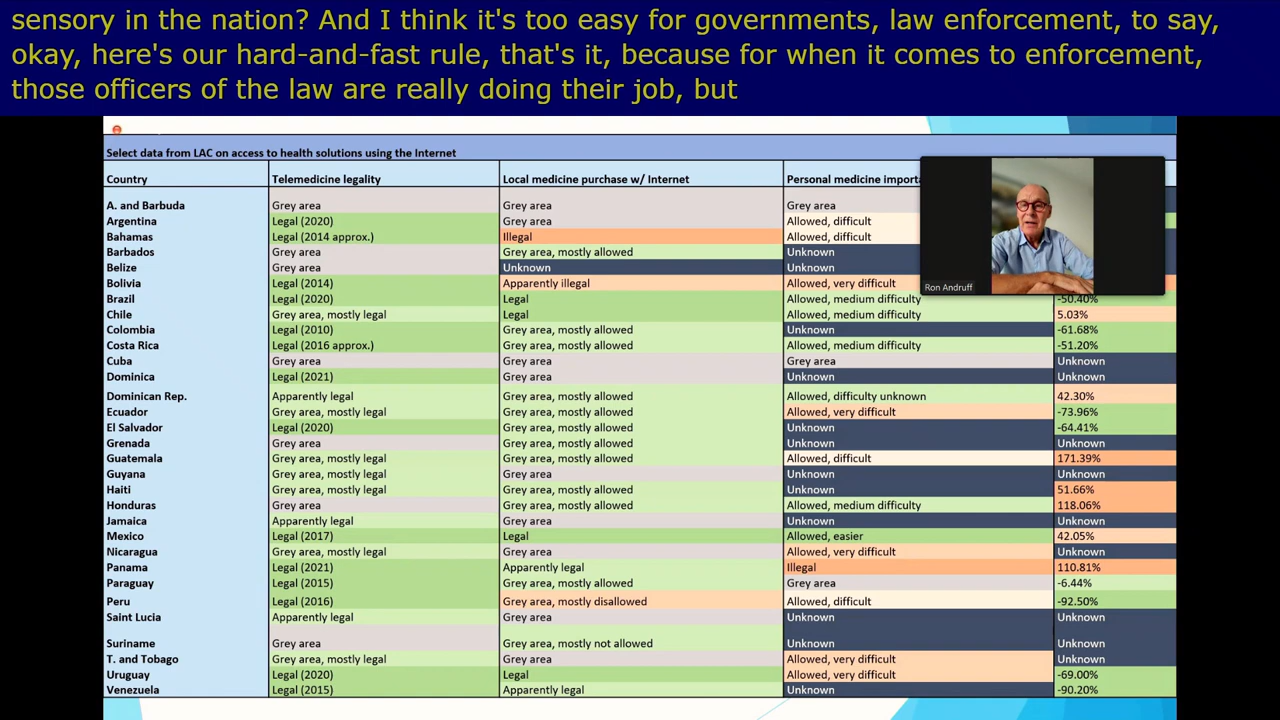 sensory in the nation? And I think it's too easy for governments, law enforcement, to say,
okay, here's our hard-and-fast rule, that's it, because for when it comes to enforcement,
those officers of the law are really doing their job, but
Select data from LAC on access to health solutions using the Internet
Country Telemedicine legality Local medicine purchase w/ Internet Personal medicine
A. and Barbuda Grey area Grey area Grey area
Argentina Legal (2020) Grey area Allowed, difficult
Bahamas Legal (2014 approx.) Illegal Allowed, difficult
Barbados Grey area Grey area, mostly allowed Unknown
Belize Grey area Unknown Unknown
Bolivia Legal (2014) Apparently illegal Allowed, very difficult
Ron Andruff
Brazil Legal (2020) Legal Allowed, medium difficulty -50.40%
Chile Grey area, mostly legal Legal Allowed, medium difficulty 5.03%
Colombia Legal (2010) Grey area, mostly allowed Unknown -61.68%
Costa Rica Legal (2016 approx.) Grey area, mostly allowed Allowed, medium difficulty -51.20%
Cuba Grey area Grey area Grey area Unknown
Dominica Legal (2021) Grey area Unknown Unknown
Dominican Rep. Apparently legal Grey area, mostly allowed Allowed, difficulty unknown 42.30%
Ecuador Grey area, mostly legal Grey area, mostly allowed Allowed, very difficult -73.96%
El Salvador Legal (2020) Grey area, mostly allowed Unknown -64.41%
Grenada Grey area Grey area, mostly allowed Unknown Unknown
Guatemala Grey area, mostly legal Grey area, mostly allowed Allowed, difficult 171.39%
Guyana Grey area, mostly legal Grey area Unknown Unknown
Haiti Grey area, mostly legal Grey area, mostly allowed Unknown 51.66%
Honduras Grey area Grey area, mostly allowed Allowed, medium difficulty 118.06%
Jamaica Apparently legal Grey area Unknown Unknown
Mexico Legal (2017) Legal Allowed, easier 42.05%
Nicaragua Grey area, mostly legal Grey area Allowed, very difficult Unknown
Panama Legal (2021) Apparently legal Illegal 110.81%
Paraguay Legal (2015) Grey area, mostly allowed Grey area -6.44%
Peru Legal (2016) Grey area, mostly disallowed Allowed, difficult -92.50%
Saint Lucia Apparently legal Grey area Unknown Unknown
Suriname Grey area Grey area, mostly not allowed Unknown Unknown
T. and Tobago Grey area, mostly legal Grey area Allowed, very difficult Unknown
Uruguay Legal (2020) Legal Allowed, very difficult -69.00%
Venezuela Legal (2015) Apparently legal Unknown -90.20%